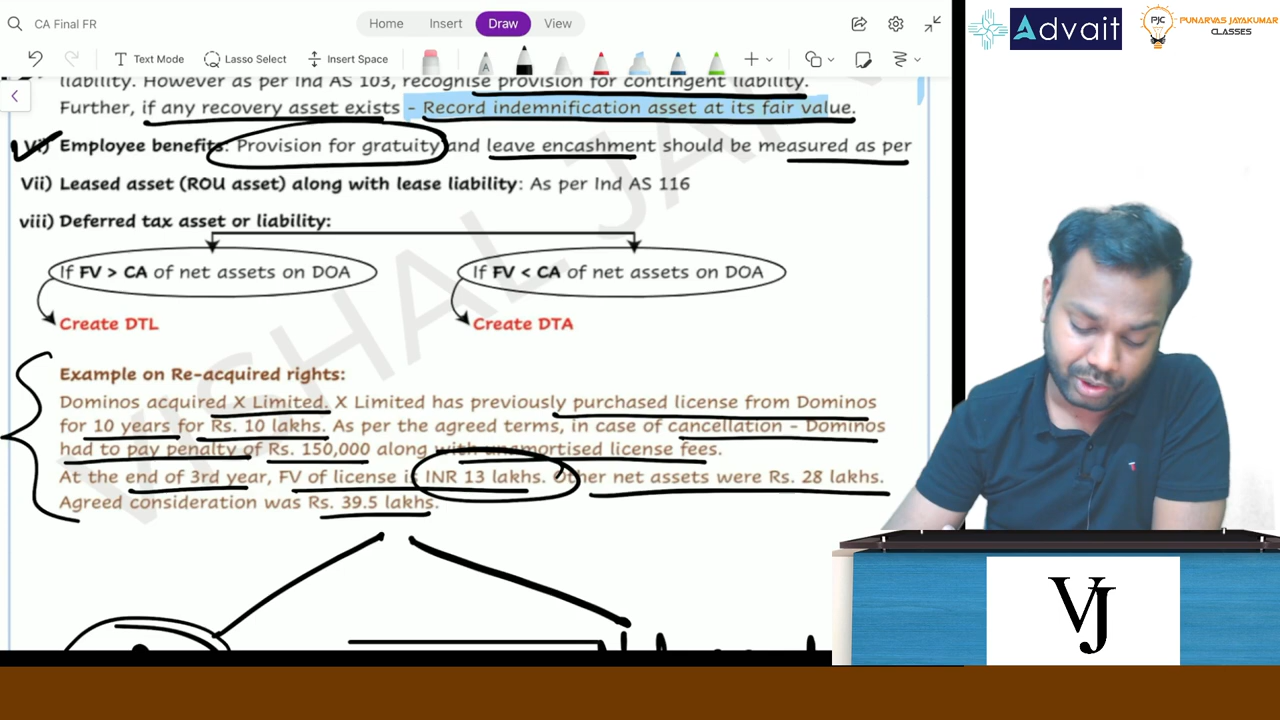 CA Final FR
Home Insert Draw View
Advait
PJC PUNARVAS JAYAKUMAR
CLASSES
Text Mode Lasso Select Insert Space
liability. However as per Ind AS 103, recognise provision for contingent liability.
Further, if any recovery asset exists - Record indemnification asset at its fair value.
Vi) Employee benefits: Provision for gratuity and leave encashment should be measured as per
Vii) Leased asset (ROU asset) along with lease liability: As per Ind AS 116
viii) Deferred tax asset or liability:
If FV > CA of net assets on DOA If FV < CA of net assets on DOA
Create DTL Create DTA
Example on Re-acquired rights:
Dominos acquired X Limited. X Limited has previously purchased license from Dominos
for 10 years for Rs. 10 lakhs. As per the agreed terms, in case of cancellation - Dominos
had to pay penalty of Rs. 150,000 along with unamortised license fees.
At the end of 3rd year, FV of license is INR 13 lakhs. Other net assets were Rs. 28 lakhs.
Agreed consideration was Rs. 39.5 lakhs.
VISHAL JAIN
VJ